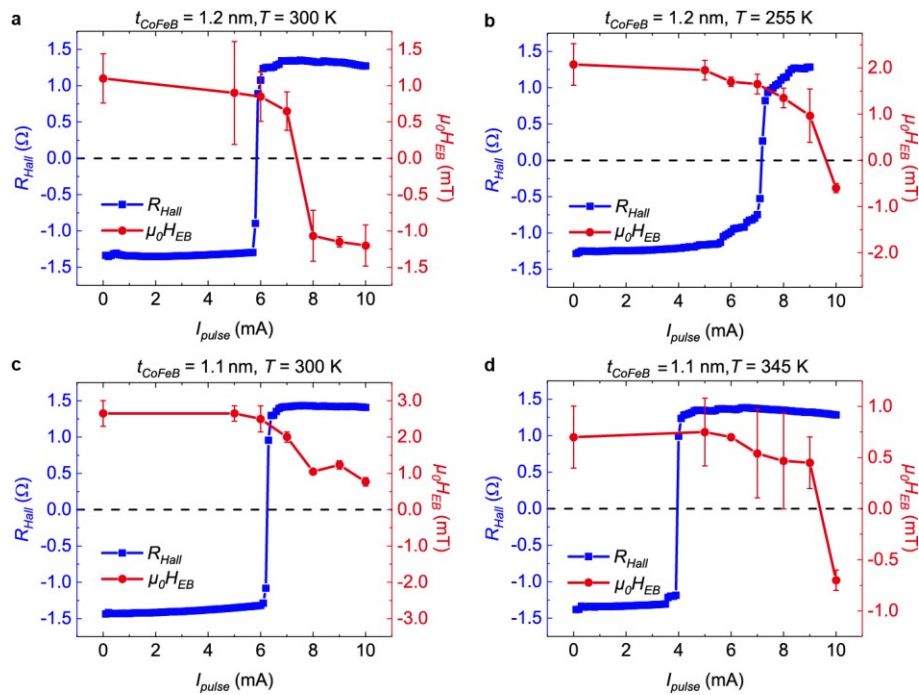 a
t_CoFeB = 1.2 nm, T = 300 K
1.5
1.0
0.5
0.0
-0.5
-1.0
-1.5
R_Hall (Ω)
R_Hall
μ₀H_EB
1.5
1.0
0.5
0.0
0.5
1.0
1.5
μ₀H_EB (mT)
0 2 4 6 8 10
I_pulse (mA)
b
t_CoFeB = 1.2 nm, T = 255 K
1.5
1.0
0.5
0.0
-0.5
-1.0
-1.5
R_Hall (Ω)
R_Hall
μ₀H_EB
2.0
1.0
0.0
-1.0
-2.0
μ₀H_EB (mT)
0 2 4 6 8 10
I_pulse (mA)
c
t_CoFeB = 1.1 nm, T = 300 K
1.5
1.0
0.5
0.0
-0.5
-1.0
-1.5
R_Hall (Ω)
R_Hall
μ₀H_EB
3.0
2.0
1.0
0.0
1.0
2.0
-3.0
μ₀H_EB (mT)
0 2 4 6 8 10
I_pulse (mA)
d
t_CoFeB = 1.1 nm, T = 345 K
1.5
1.0
0.5
0.0
-0.5
-1.0
-1.5
R_Hall (Ω)
R_Hall
μ₀H_EB
1.0
0.5
0.0
-0.5
-1.0
μ₀H_EB (mT)
0 2 4 6 8 10
I_pulse (mA)